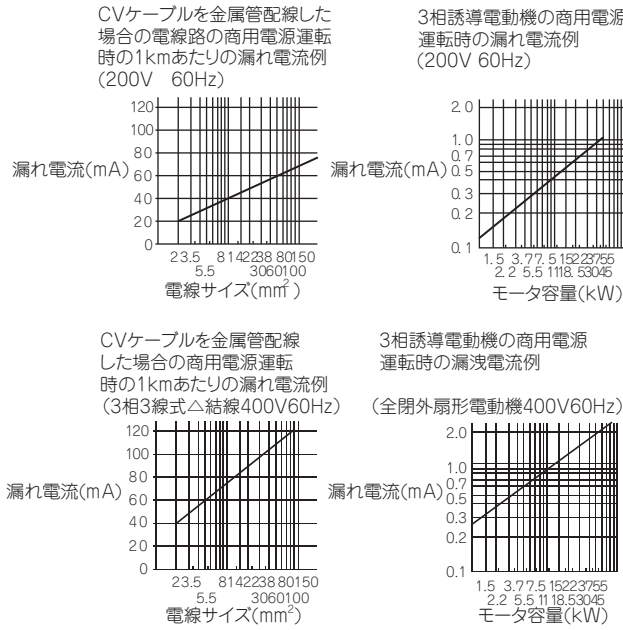 CVケーブルを金属管配線した
場合の電線路の商用電源運転
時の1kmあたりの漏れ電流例
(200V 60Hz)
漏れ電流(mA)
120
100
80
60
40
20
0
2 3.5 8 14 22 38 80 150
5.5 30 60 100
電線サイズ(mm²)
3相誘導電動機の商用電源
運転時の漏れ電流例
(200V 60Hz)
漏れ電流(mA)
2.0
1.0
0.7
0.5
0.3
0.2
0.1
1.5 3.7 7.5 15 22 37 55
2.2 5.5 11 18.5 30 45
モータ容量(kW)
CVケーブルを金属管配線
した場合の商用電源運転
時の1kmあたりの漏れ電流例
(3相3線式△結線400V60Hz)
漏れ電流(mA)
120
100
80
60
40
20
0
2 3.5 8 14 22 38 80 150
5.5 30 60 100
電線サイズ(mm²)
3相誘導電動機の商用電源
運転時の漏洩電流例
(全閉外扇形電動機400V60Hz)
漏れ電流(mA)
2.0
1.0
0.7
0.5
0.3
0.2
0.1
1.5 3.7 7.5 15 22 37 55
2.2 5.5 11 18.5 30 45
モータ容量(kW)